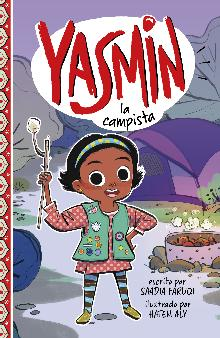 YASMIN
la
campista
escrito por
SAADIA FARUQI
ilustrado por
HATEM ALY